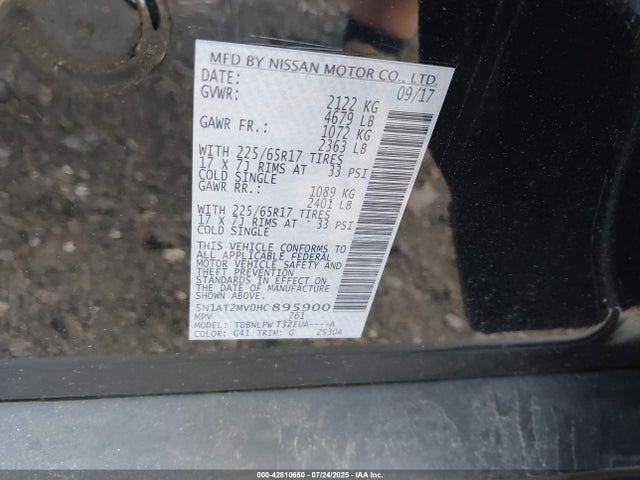 MFD BY NISSAN MOTOR CO., LTD.
DATE: 09/17
GVWR: 2122 KG
4679 LB
GAWR FR.: 1072 KG
2363 LB
WITH 225/65R17 TIRES
17 X 7J RIMS AT 33 PSI
COLD SINGLE
GAWR RR.: 1089 KG
2401 LB
WITH 225/65R17 TIRES
17 X 7J RIMS AT 33 PSI
COLD SINGLE
THIS VEHICLE CONFORMS TO
ALL APPLICABLE FEDERAL
MOTOR VEHICLE SAFETY AND
THEFT PREVENTION
STANDARDS IN EFFECT ON
THE DATE OF MANUFACTURE
SHOWN ABOVE.
5N1AT2MV0HC895900
MPV 761
MODEL: TDBNLPW T32EUA----A
COLOR: G41 TRIM: G 2S30A
000-42810650 - 07/24/2025 - IAA Inc.